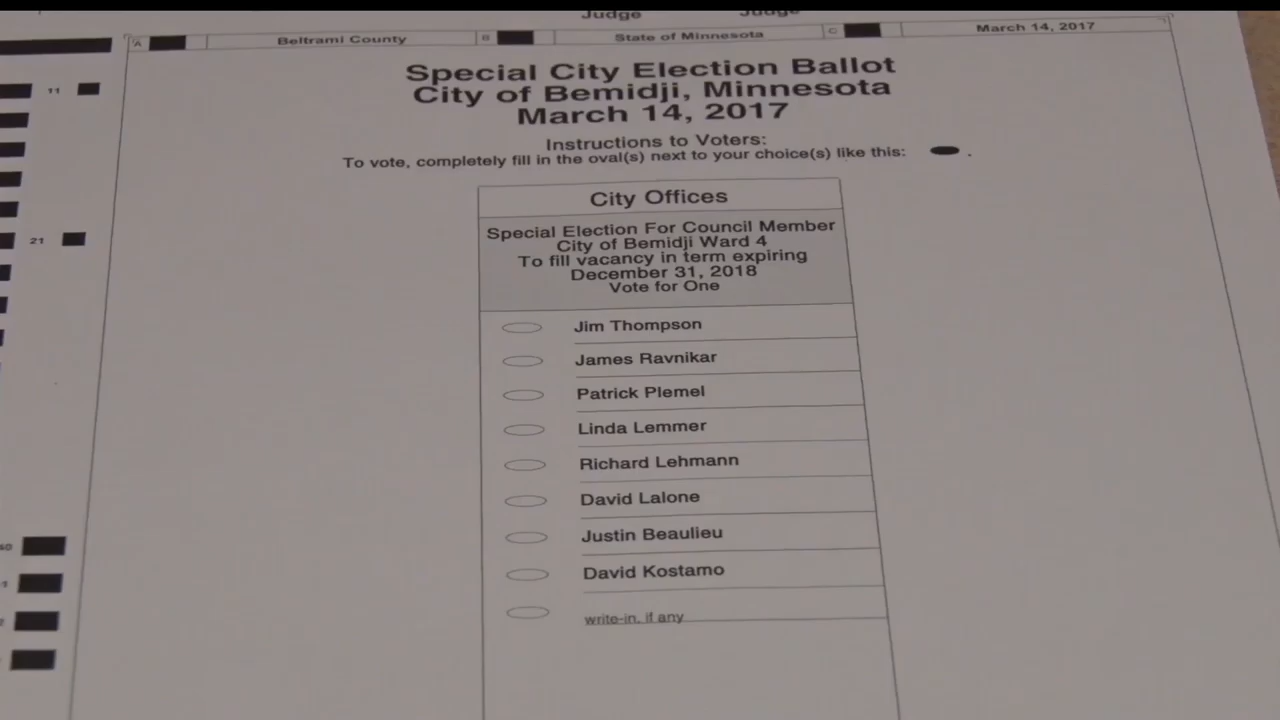 Judge Judge
A Beltrami County B State of Minnesota C March 14, 2017
Special City Election Ballot
City of Bemidji, Minnesota
March 14, 2017
Instructions to Voters:
To vote, completely fill in the oval(s) next to your choice(s) like this: .
11
21
City Offices
Special Election For Council Member
City of Bemidji Ward 4
To fill vacancy in term expiring
December 31, 2018
Vote for One
Jim Thompson
James Ravnikar
Patrick Plemel
Linda Lemmer
Richard Lehmann
David Lalone
Justin Beaulieu
David Kostamo
write-in, if any